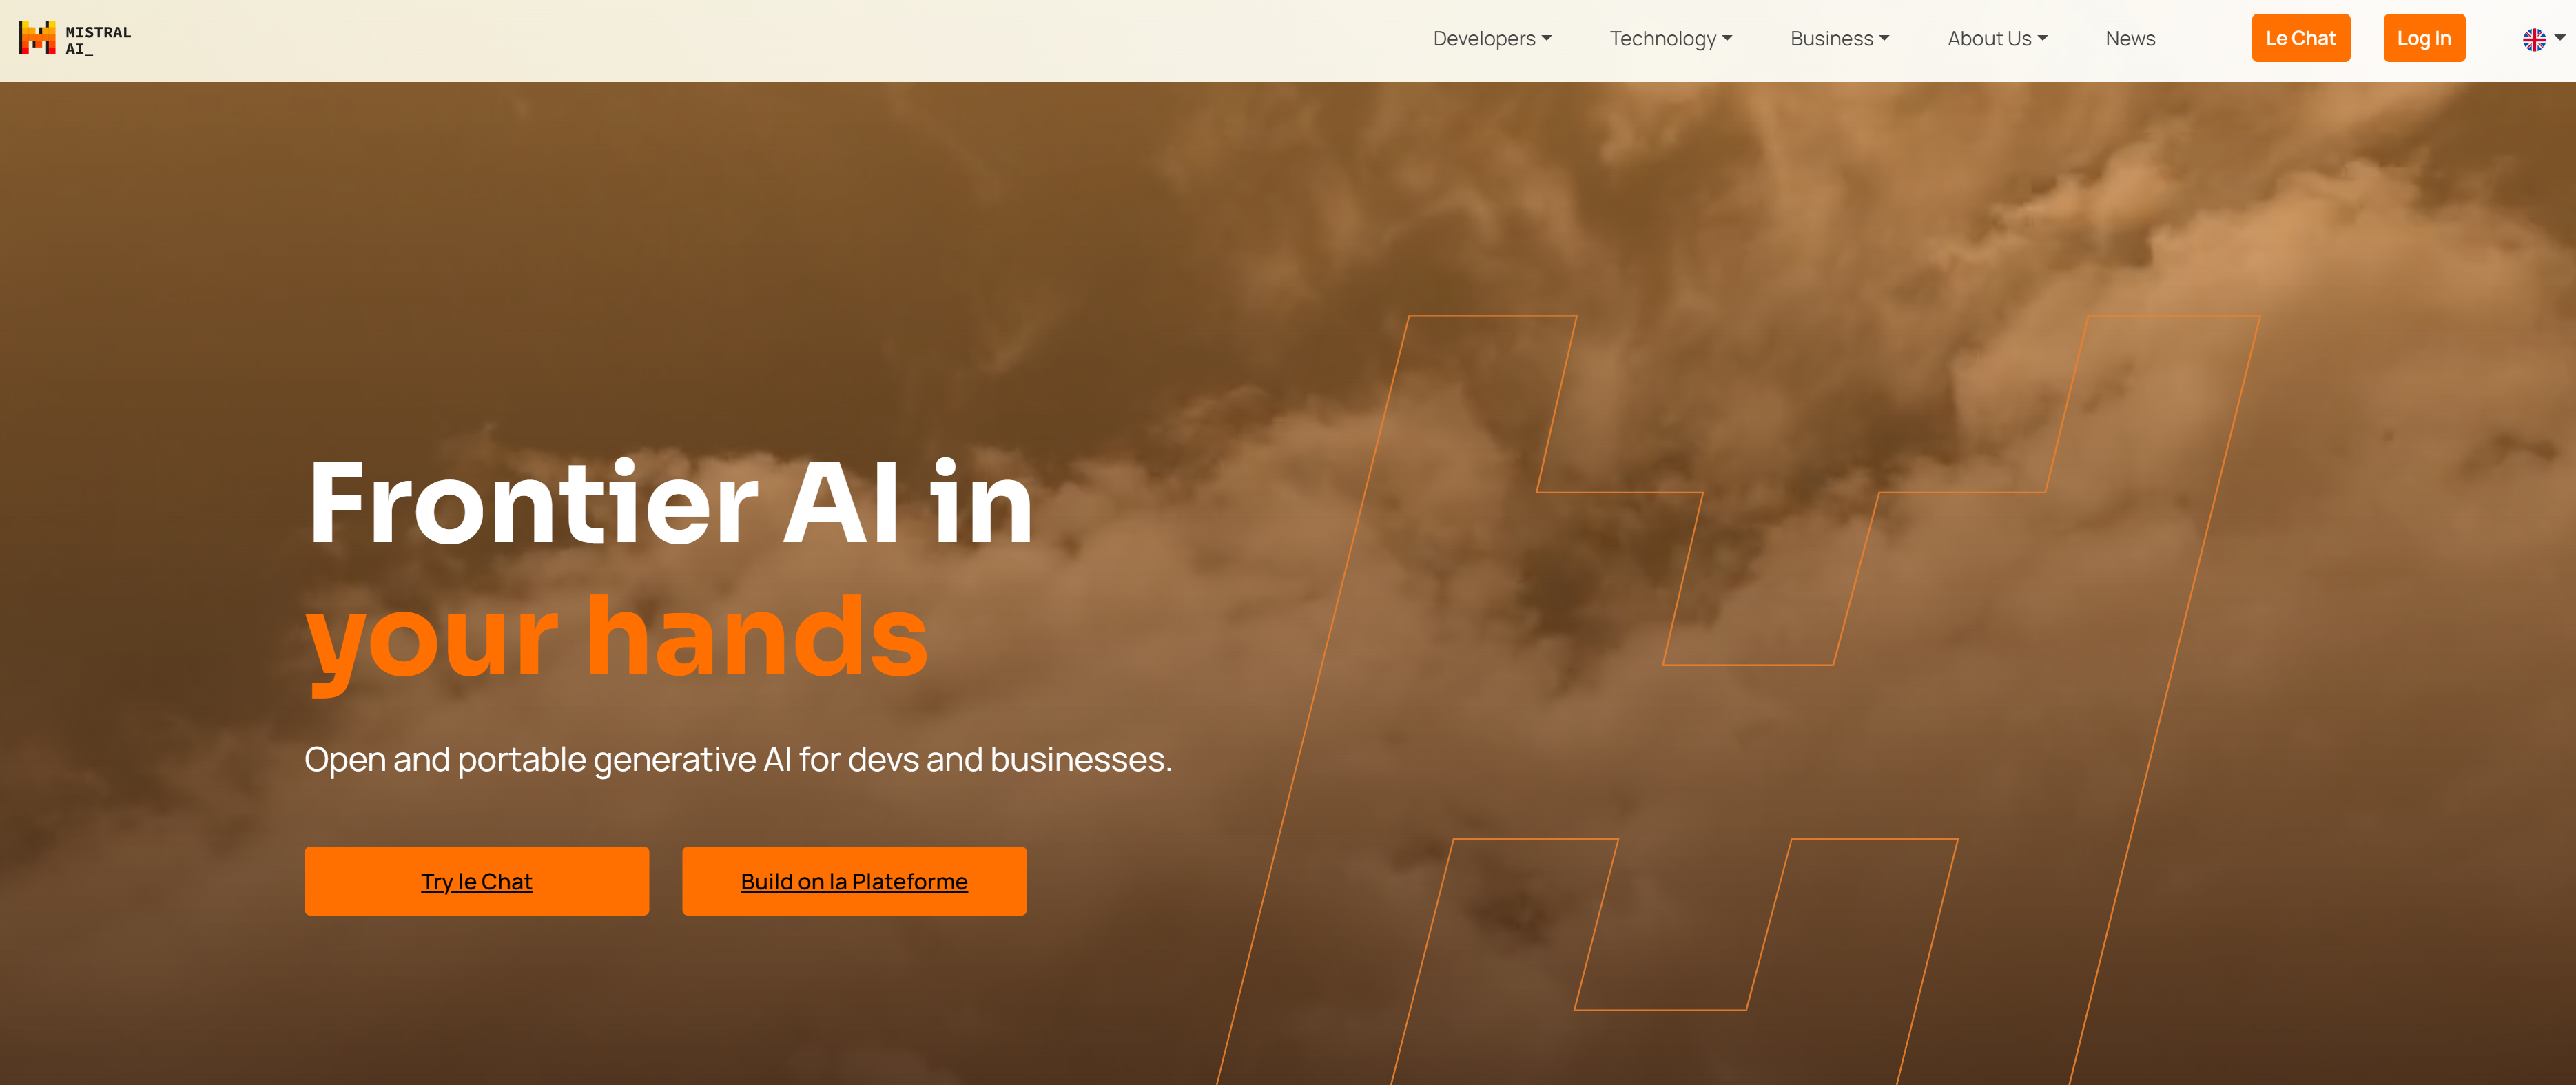 MISTRAL
AI_
Developers
Technology
Business
About Us
News
Le Chat
Log In
Frontier AI in
your hands
Open and portable generative AI for devs and businesses.
Try le Chat
Build on la Plateforme